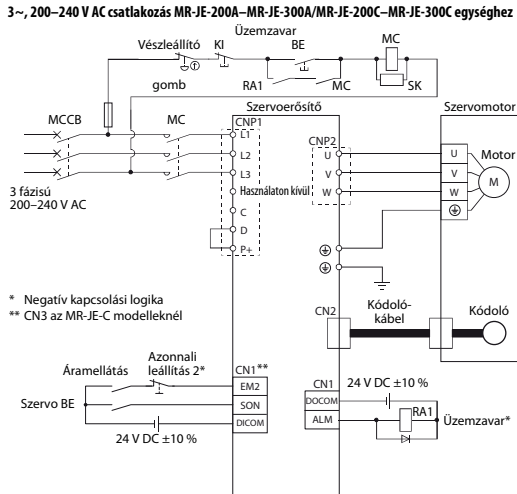 3~, 200–240 V AC csatlakozás MR-JE-200A–MR-JE-300A/MR-JE-200C–MR-JE-300C egységhez
Üzemzavar
Vészleállító
KI
BE
MC
gomb
RA1
MC
SK
Szervoerősítő
Szervomotor
MCCB
MC
CNP1
CNP2
L1
U
U
Motor
L2
V
V
M
L3
W
W
3 fázisú
200–240 V AC
Használaton kívül
C
D
P+
* Negatív kapcsolási logika
** CN3 az MR-JE-C modelleknél
CN2
Kódoló-
kábel
Kódoló
Áramellátás
Azonnali
leállítás 2*
CN1**
EM2
Szervo BE
SON
DICOM
24 V DC ±10 %
CN1
24 V DC ±10 %
DOCOM
ALM
RA1
Üzemzavar*